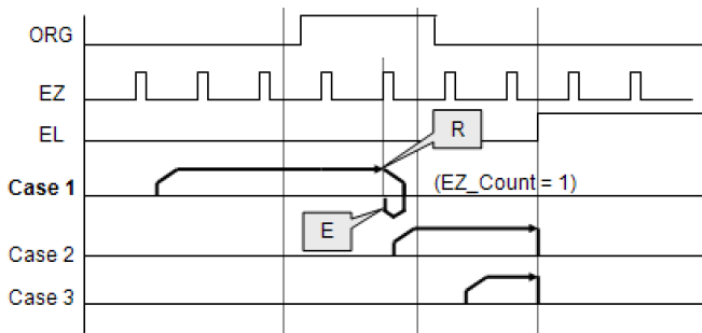 ORG
EZ
EL
R
Case 1
(EZ_Count = 1)
E
Case 2
Case 3